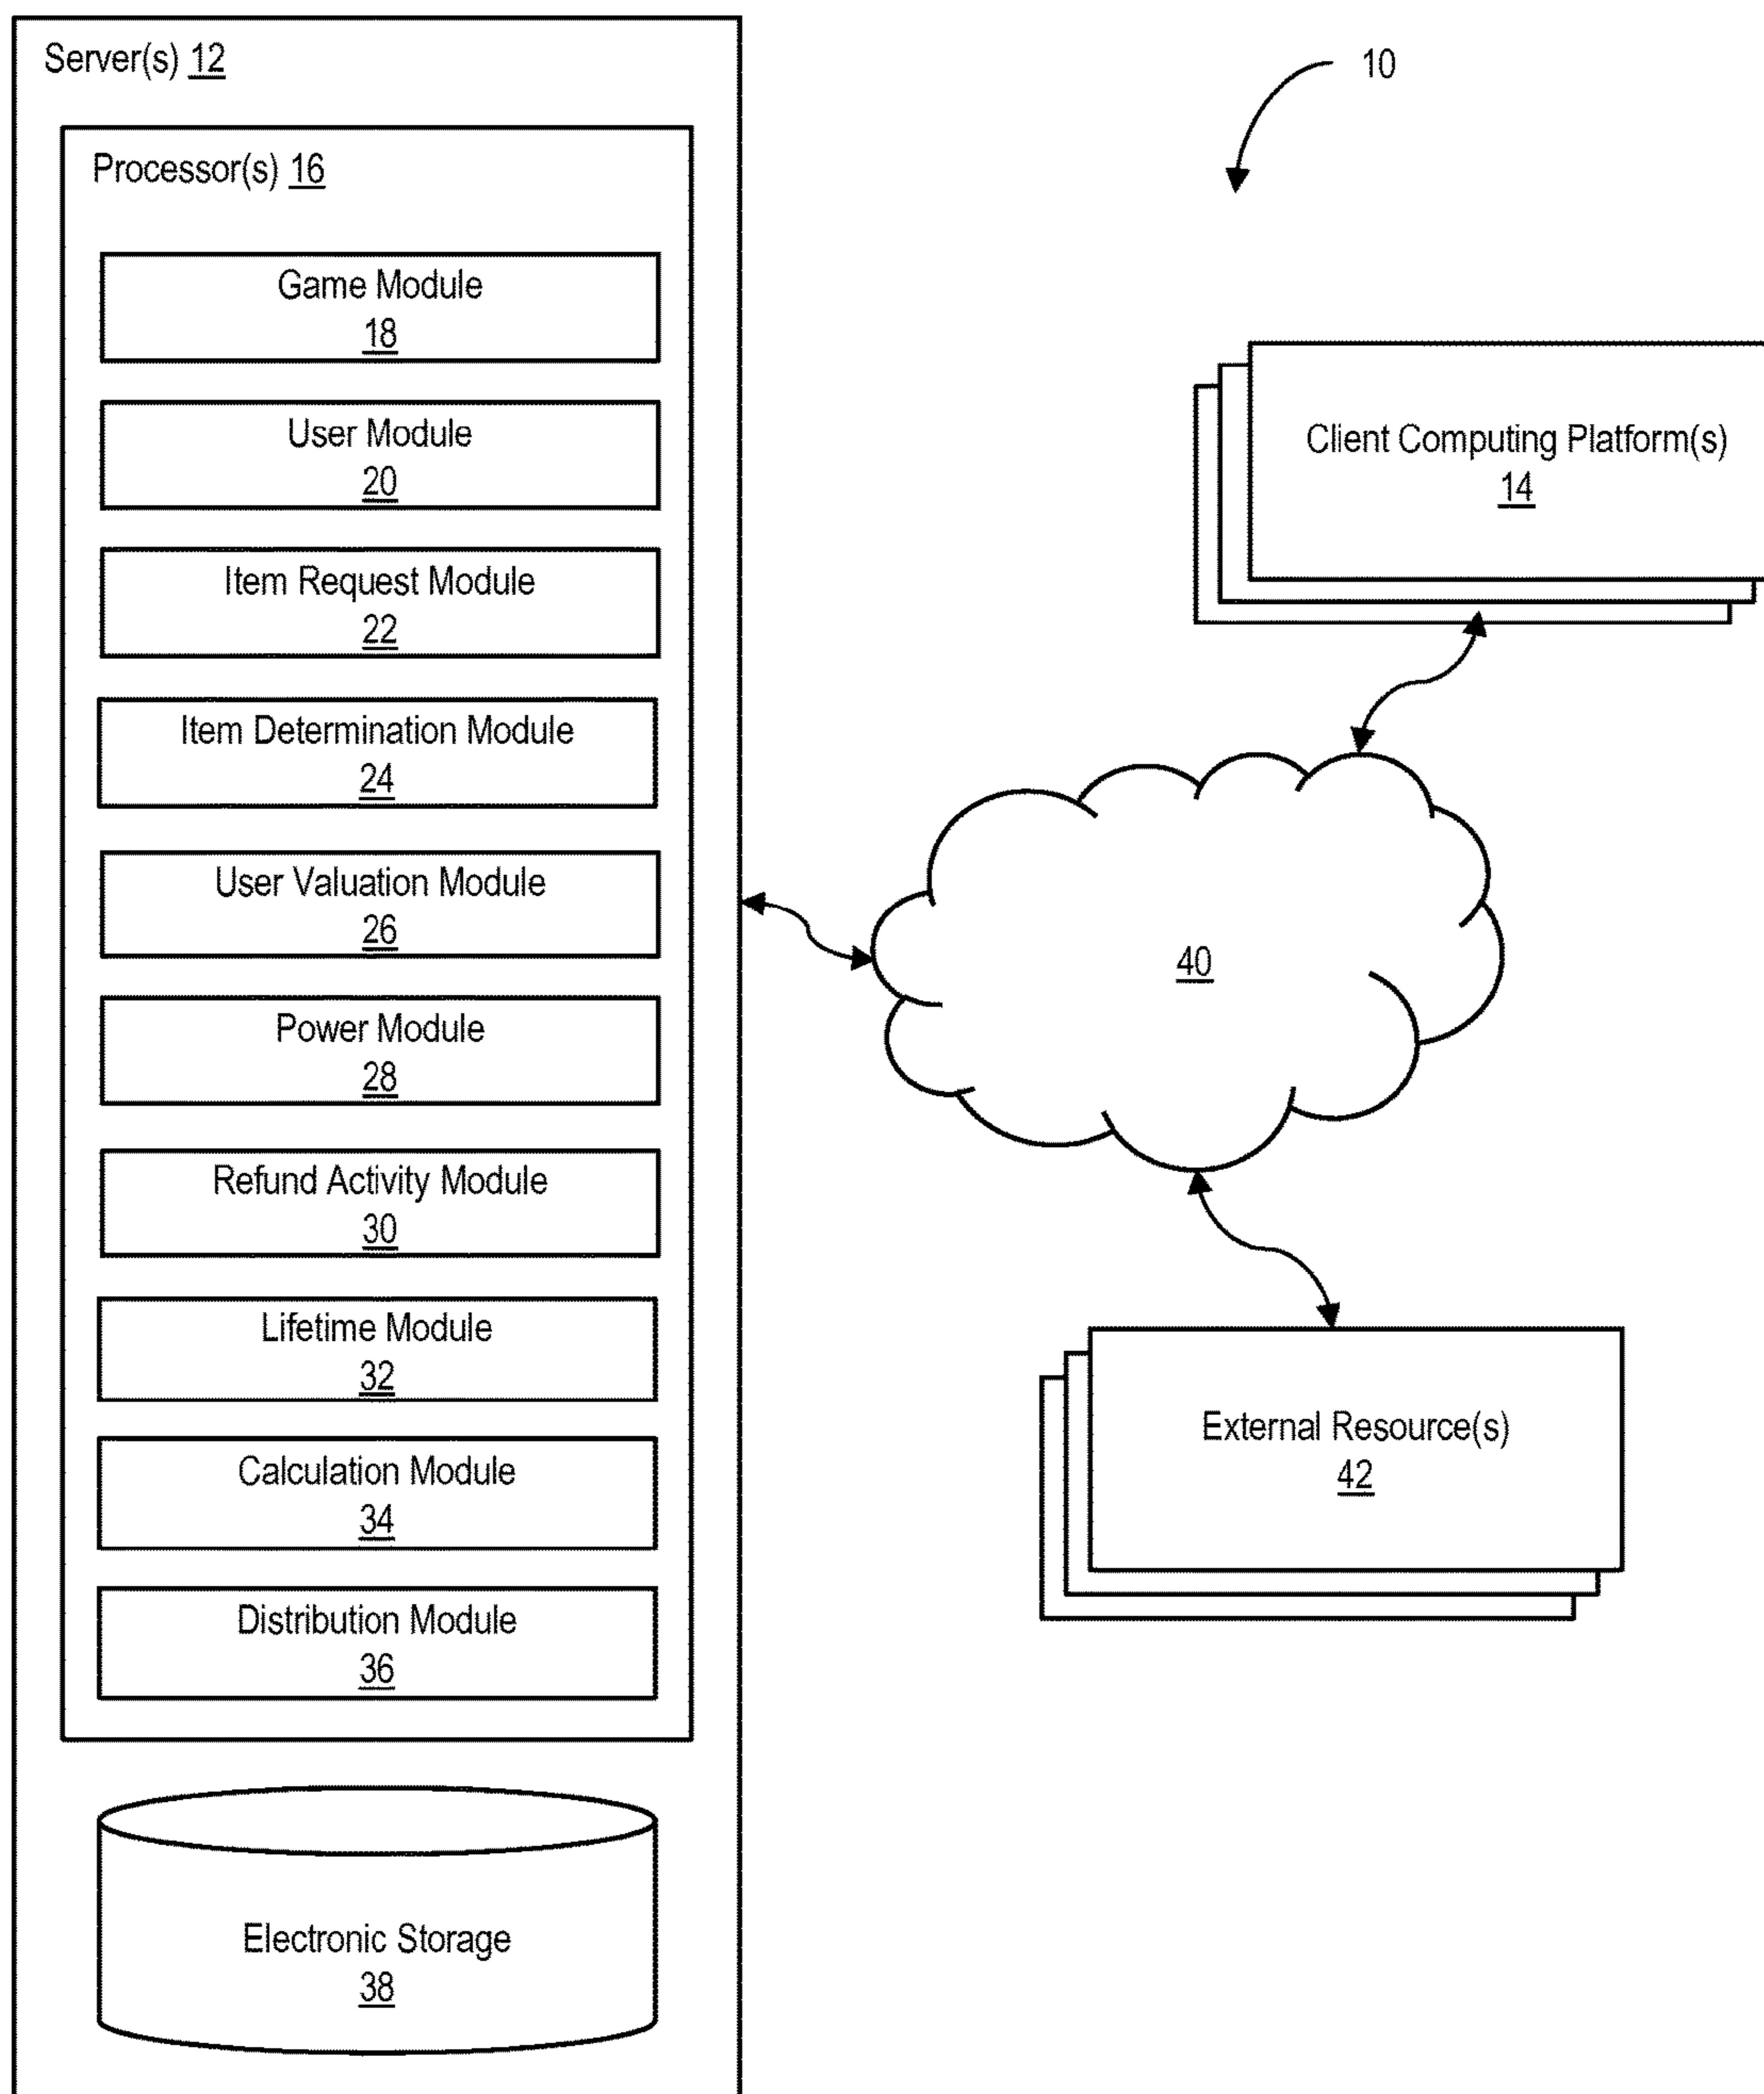 Server(s) 12
Processor(s) 16
Game Module
18
User Module
20
Item Request Module
22
Item Determination Module
24
User Valuation Module
26
Power Module
28
Refund Activity Module
30
Lifetime Module
32
Calculation Module
34
Distribution Module
36
Electronic Storage
38
10
Client Computing Platform(s)
14
40
External Resource(s)
42